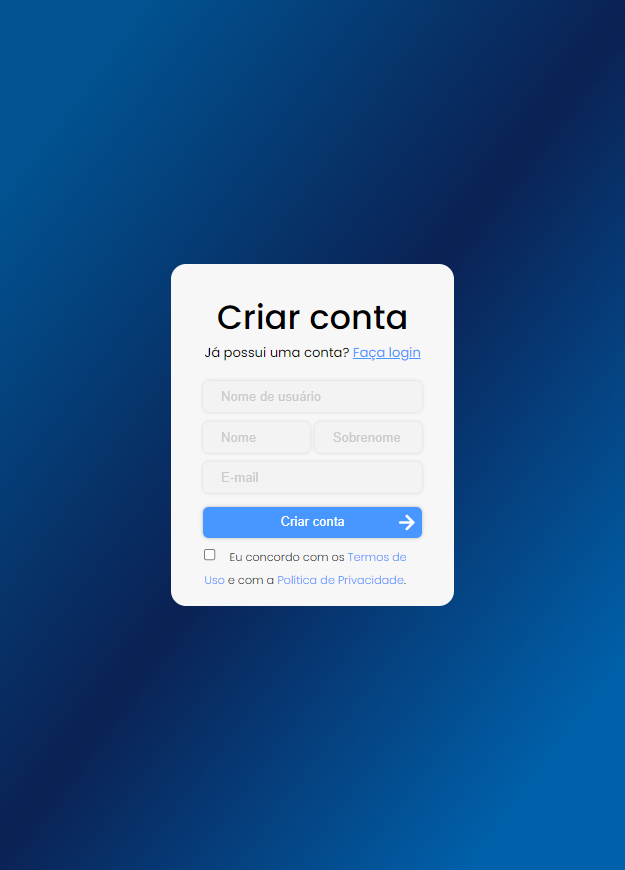 Criar conta
Já possui uma conta? Faça login
Nome de usuário
Nome Sobrenome
E-mail
Criar conta
Eu concordo com os Termos de
Uso e com a Política de Privacidade.